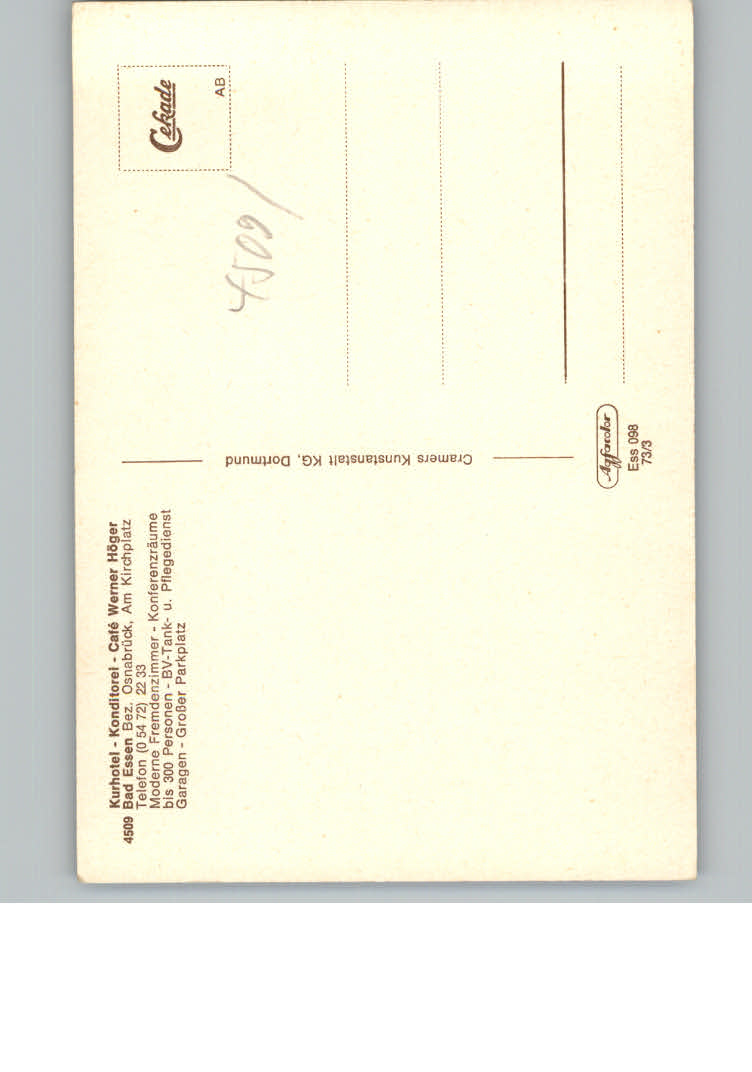 Kurhotel - Konditorei - Café Werner Höger
4509 Bad Essen Bez. Osnabrück, Am Kirchplatz
Telefon (0 54 72) 22 33
Moderne Fremdenzimmer - Konferenzräume
bis 300 Personen - BV-Tank- u. Pflegedienst
Garagen - Großer Parkplatz
Cekade
AB
4509/
Cramers Kunstanstalt KG, Dortmund
Agfacolor
Ess 098
73/3